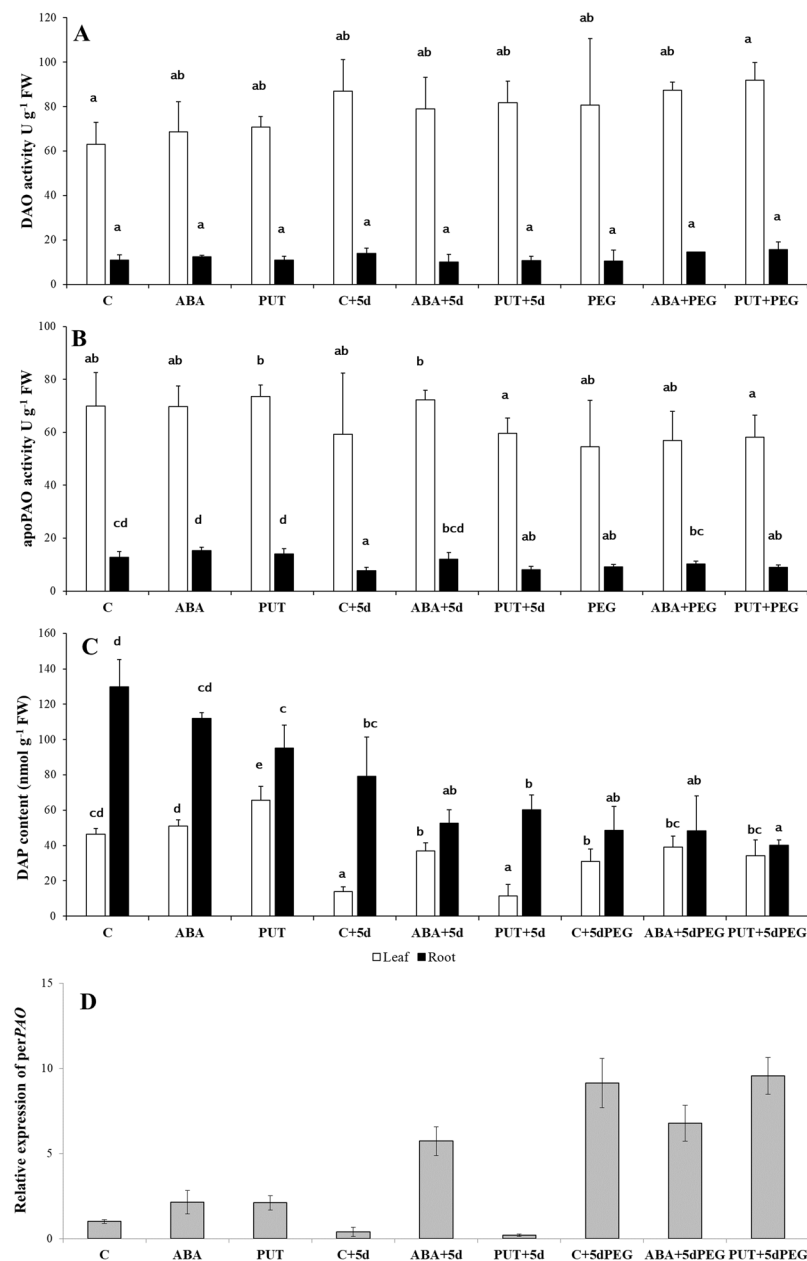 A
DAO activity U g⁻¹ FW
120
100
80
60
40
20
0
a ab ab ab ab ab ab ab a
a a a a a a a a a
C ABA PUT C+5d ABA+5d PUT+5d PEG ABA+PEG PUT+PEG
B
apoPAO activity U g⁻¹ FW
100
80
60
40
20
0
ab ab b ab b a ab ab a
cd d d a bcd ab ab bc ab
C ABA PUT C+5d ABA+5d PUT+5d PEG ABA+PEG PUT+PEG
C
DAP content (nmol g⁻¹ FW)
160
140
120
100
80
60
40
20
0
d cd c bc ab b ab ab a
cd d e a b a b bc bc
C ABA PUT C+5d ABA+5d PUT+5d C+5dPEG ABA+5dPEG PUT+5dPEG
Leaf Root
D
Relative expression of perPAO
15
10
5
0
C ABA PUT C+5d ABA+5d PUT+5d C+5dPEG ABA+5dPEG PUT+5dPEG